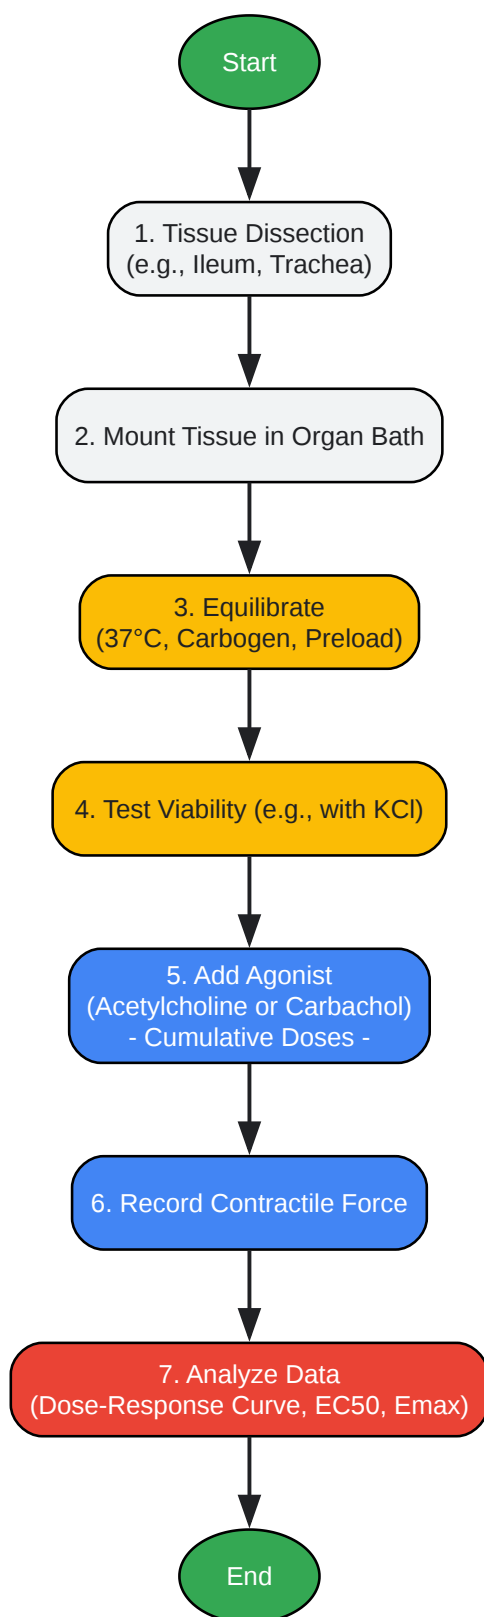 Start
1. Tissue Dissection
(e.g., Ileum, Trachea)
2. Mount Tissue in Organ Bath
3. Equilibrate
(37°C, Carbogen, Preload)
4. Test Viability (e.g., with KCl)
5. Add Agonist
(Acetylcholine or Carbachol)
- Cumulative Doses -
6. Record Contractile Force
7. Analyze Data
(Dose-Response Curve, EC50, Emax)
End